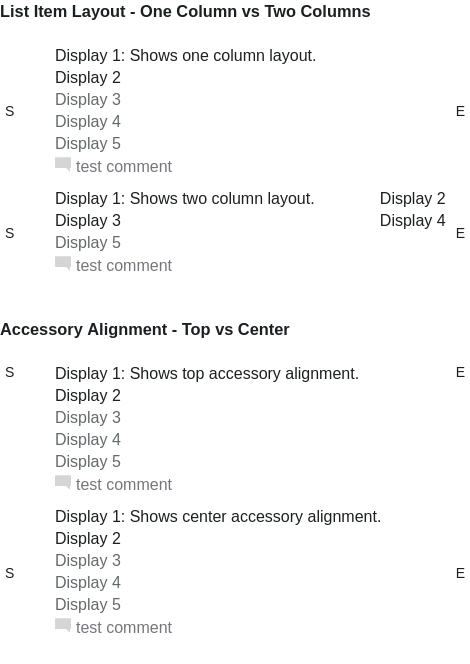 List Item Layout - One Column vs Two Columns
Display 1: Shows one column layout.
Display 2
Display 3
S E
Display 4
Display 5
test comment
Display 1: Shows two column layout. Display 2
Display 3 Display 4
S E
Display 5
test comment
Accessory Alignment - Top vs Center
S Display 1: Shows top accessory alignment. E
Display 2
Display 3
Display 4
Display 5
test comment
Display 1: Shows center accessory alignment.
Display 2
Display 3
S E
Display 4
Display 5
test comment